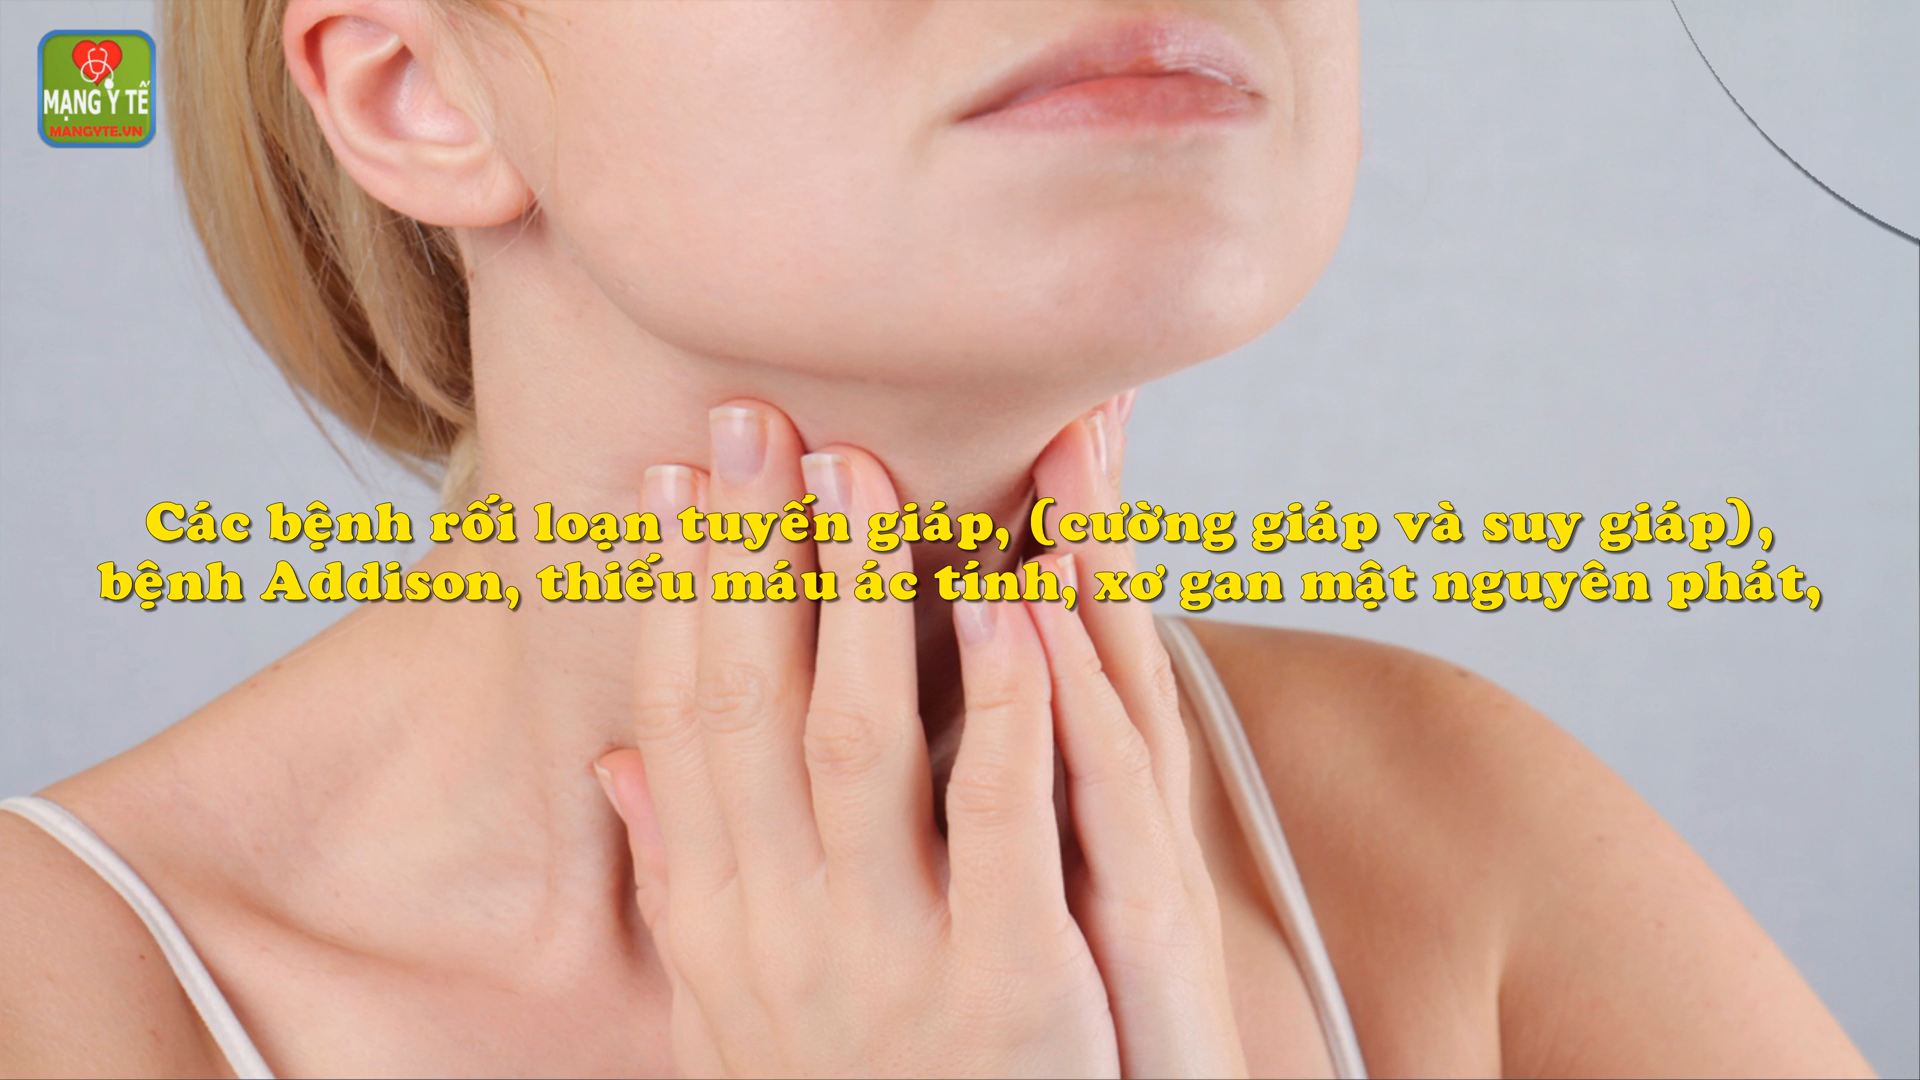 MẠNG Y TẾ
MANGYTE.VN
Các bệnh rối loạn tuyến giáp, (cường giáp và suy giáp),
bệnh Addison, thiếu máu ác tính, xơ gan mật nguyên phát,